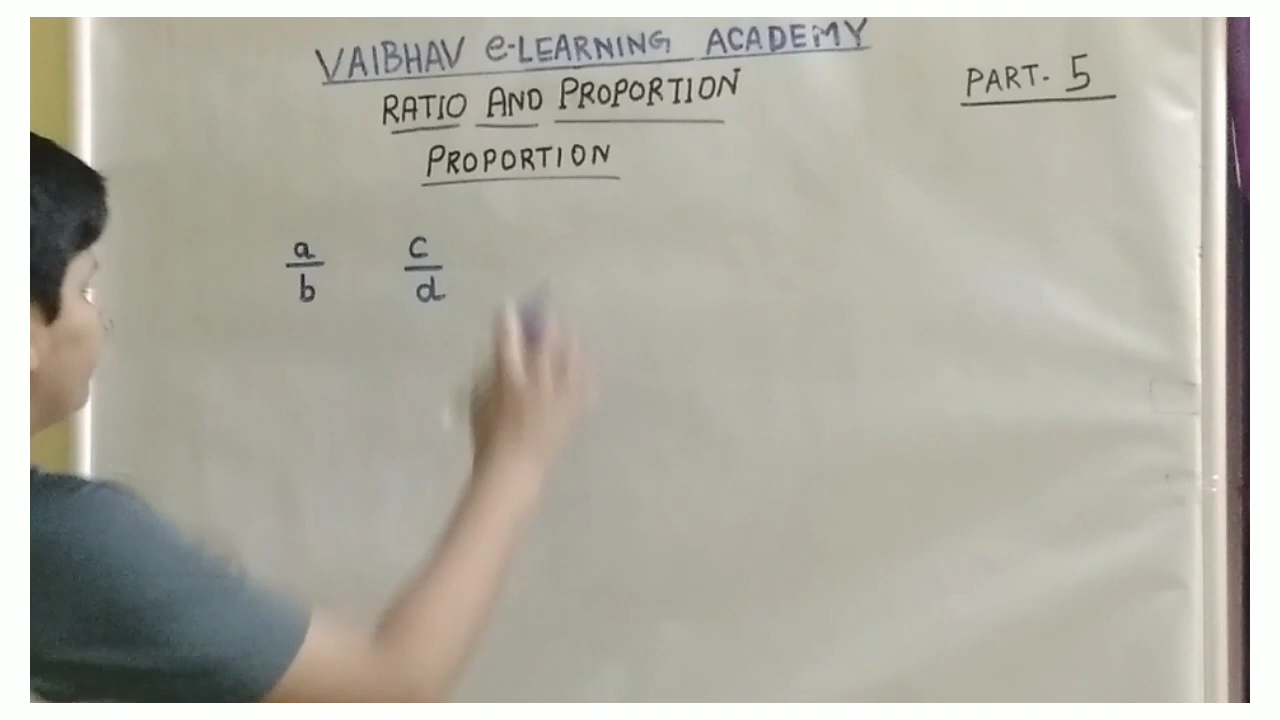 VAIBHAV e-LEARNING ACADEMY
RATIO AND PROPORTION
PART- 5
PROPORTION
a c
b d